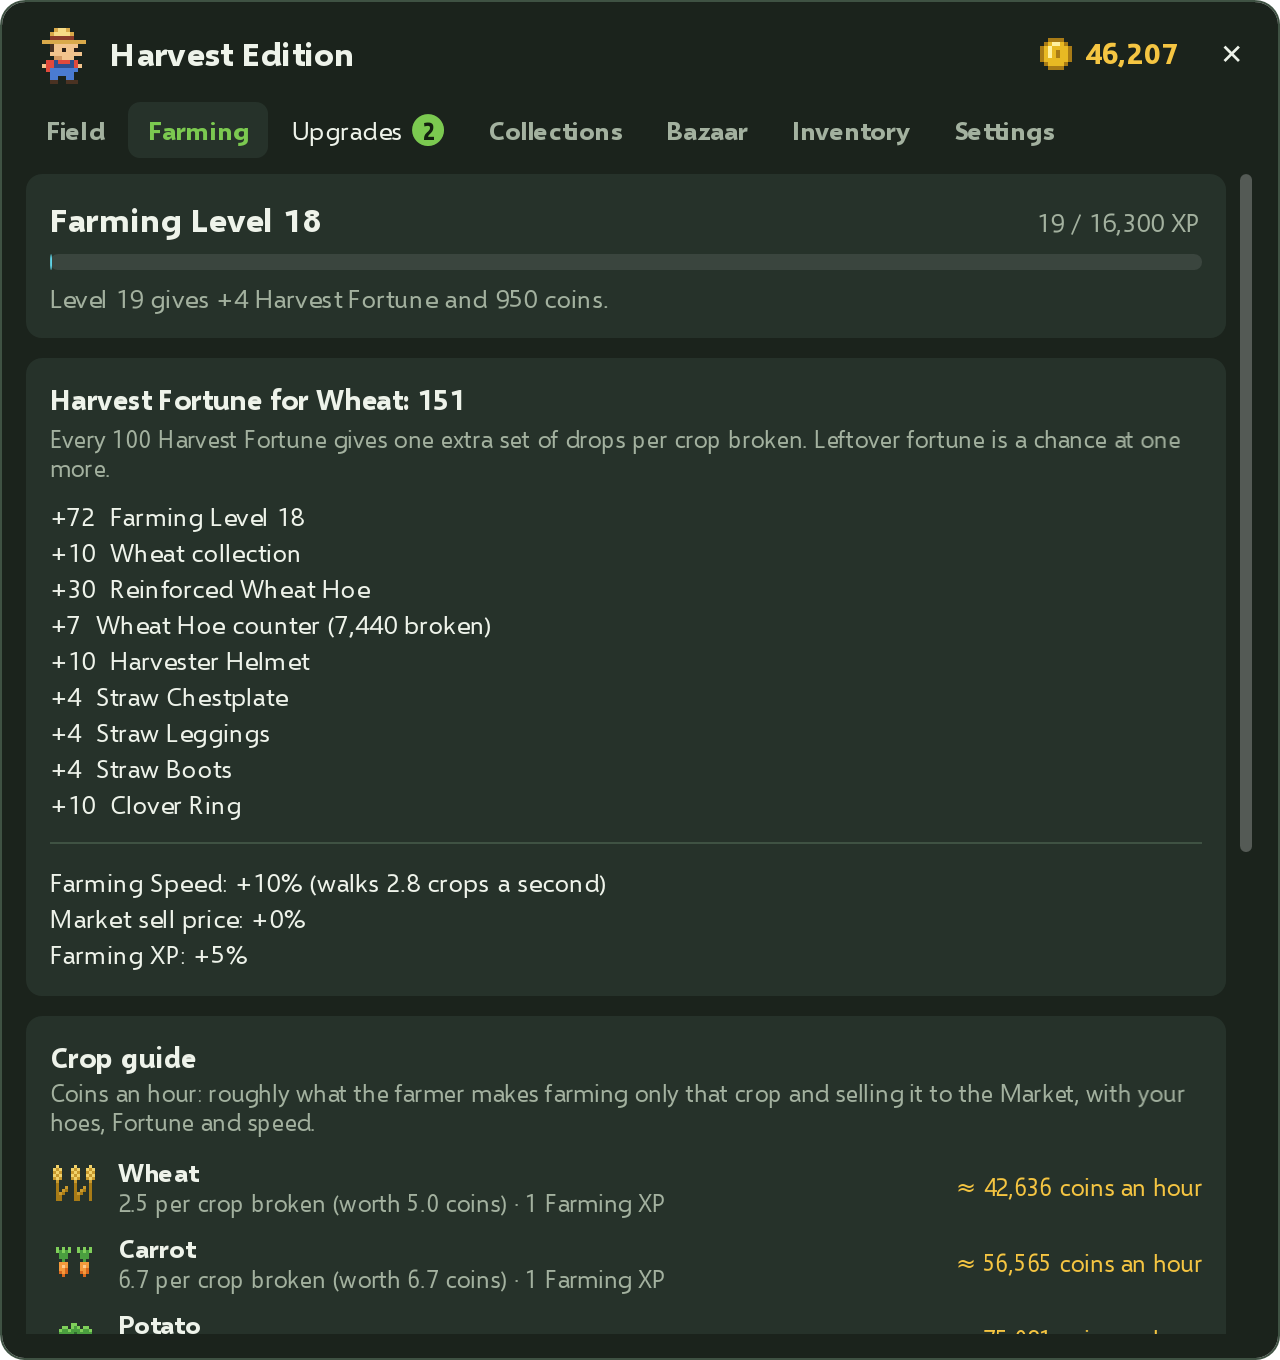 Harvest Edition
46,207
Field
Farming
Upgrades 2
Collections
Bazaar
Inventory
Settings
Farming Level 18
19 / 16,300 XP
Level 19 gives +4 Harvest Fortune and 950 coins.
Harvest Fortune for Wheat: 151
Every 100 Harvest Fortune gives one extra set of drops per crop broken. Leftover fortune is a chance at one
more.
+72 Farming Level 18
+10 Wheat collection
+30 Reinforced Wheat Hoe
+7 Wheat Hoe counter (7,440 broken)
+10 Harvester Helmet
+4 Straw Chestplate
+4 Straw Leggings
+4 Straw Boots
+10 Clover Ring
Farming Speed: +10% (walks 2.8 crops a second)
Market sell price: +0%
Farming XP: +5%
Crop guide
Coins an hour: roughly what the farmer makes farming only that crop and selling it to the Market, with your
hoes, Fortune and speed.
Wheat
2.5 per crop broken (worth 5.0 coins) · 1 Farming XP
≈ 42,636 coins an hour
Carrot
6.7 per crop broken (worth 6.7 coins) · 1 Farming XP
≈ 56,565 coins an hour
Potato